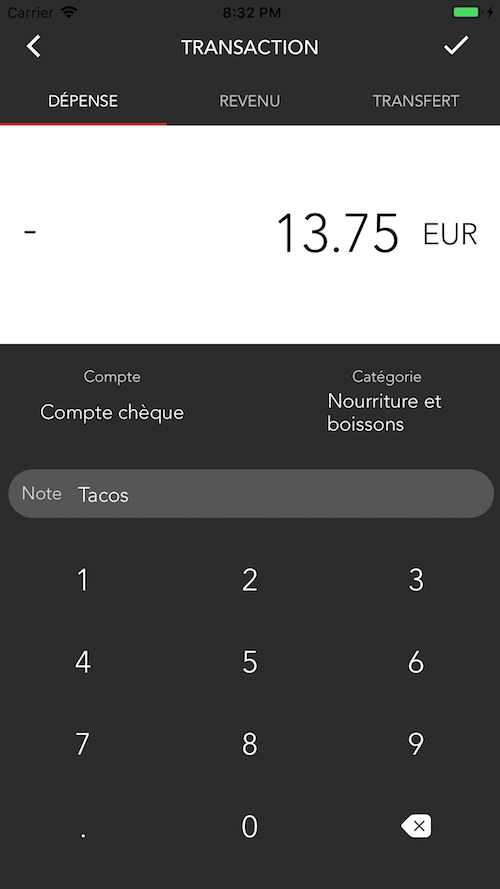 Carrier 8:32 PM
TRANSACTION
DÉPENSE REVENU TRANSFERT
- 13.75 EUR
Compte Catégorie
Compte chèque Nourriture et
boissons
Note Tacos
1 2 3
4 5 6
7 8 9
. 0